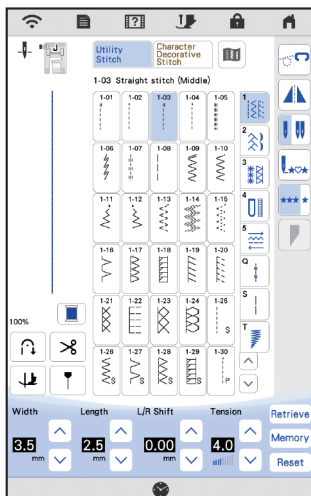 Utility
Stitch
Character
Decorative
Stitch
1-03 Straight stitch (Middle)
1-01 1-02 1-03 1-04 1-05 1
1-06 1-07 1-08 1-09 1-10 2
3
1-11 1-12 1-13 1-14 1-15 4
1-16 1-17 1-18 1-19 1-20 5
Q
1-21 1-22 1-23 1-24 1-25 S
S
100%
T
1-26 1-27 1-28 1-29 1-30
S S S S P
Width Length L/R Shift Tension Retrieve
3.5 2.5 0.00 4.0 Memory
mm mm mm Reset